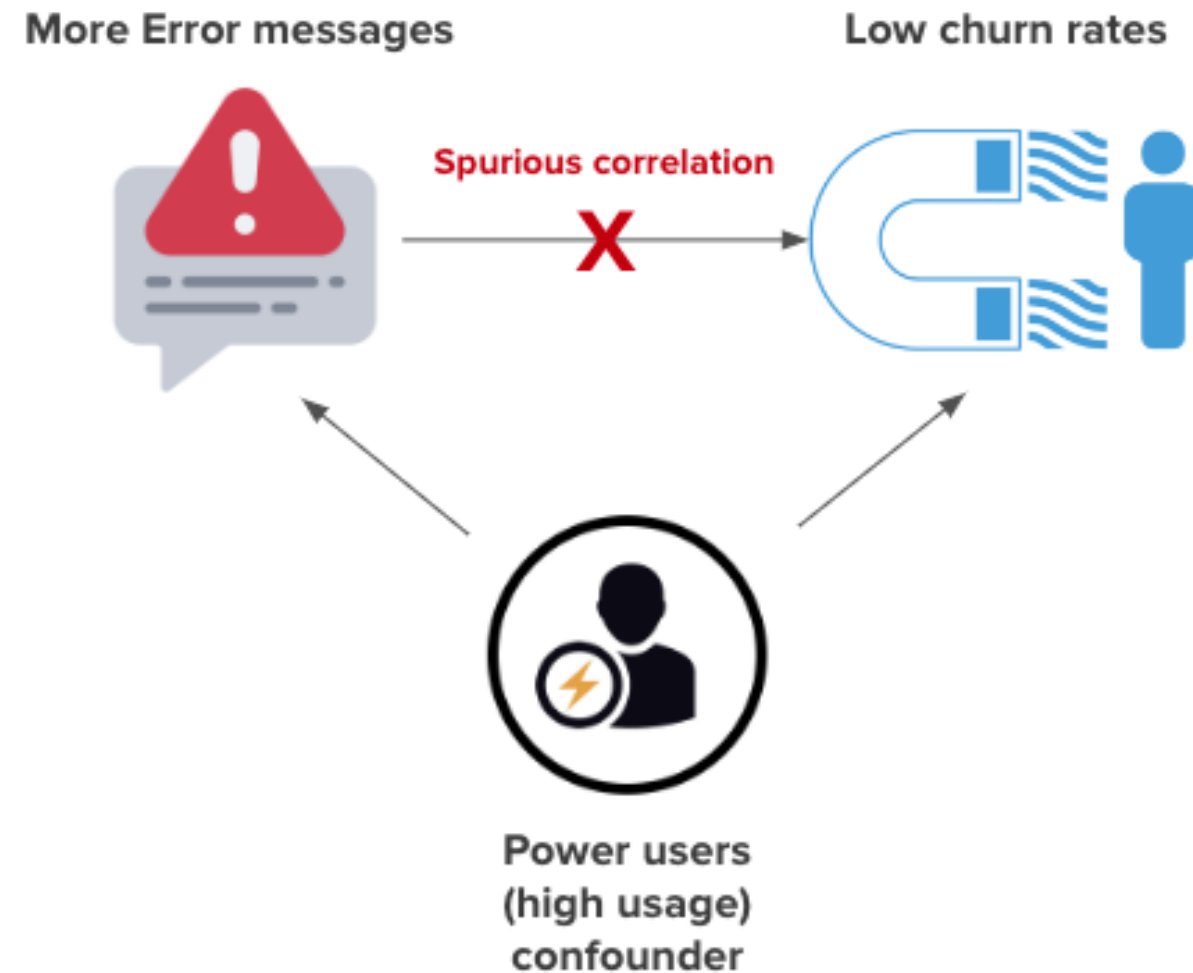 More Error messages
Low churn rates
Spurious correlation
X
Power users
(high usage)
confounder